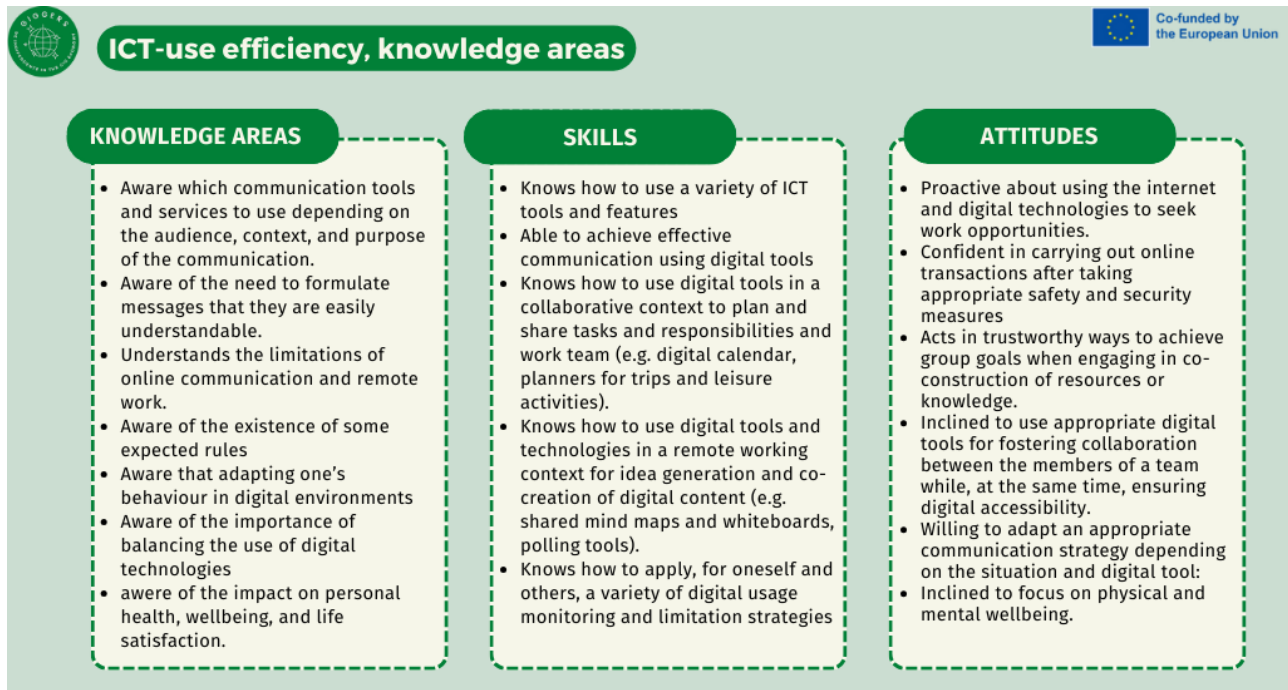 GIGGERS
ICT-use efficiency, knowledge areas
Co-funded by
the European Union
KNOWLEDGE AREAS
• Aware which communication tools
and services to use depending on
the audience, context, and purpose
of the communication.
• Aware of the need to formulate
messages that they are easily
understandable.
• Understands the limitations of
online communication and remote
work.
• Aware of the existence of some
expected rules
• Aware that adapting one's
behaviour in digital environments
• Aware of the importance of
balancing the use of digital
technologies
• awere of the impact on personal
health, wellbeing, and life
satisfaction.
SKILLS
• Knows how to use a variety of ICT
tools and features
• Able to achieve effective
communication using digital tools
• Knows how to use digital tools in a
collaborative context to plan and
share tasks and responsibilities and
work team (e.g. digital calendar,
planners for trips and leisure
activities).
• Knows how to use digital tools and
technologies in a remote working
context for idea generation and co-
creation of digital content (e.g.
shared mind maps and whiteboards,
polling tools).
• Knows how to apply, for oneself and
others, a variety of digital usage
monitoring and limitation strategies
ATTITUDES
• Proactive about using the internet
and digital technologies to seek
work opportunities.
• Confident in carrying out online
transactions after taking
appropriate safety and security
measures
• Acts in trustworthy ways to achieve
group goals when engaging in co-
construction of resources or
knowledge.
• Inclined to use appropriate digital
tools for fostering collaboration
between the members of a team
while, at the same time, ensuring
digital accessibility.
• Willing to adapt an appropriate
communication strategy depending
on the situation and digital tool:
• Inclined to focus on physical and
mental wellbeing.